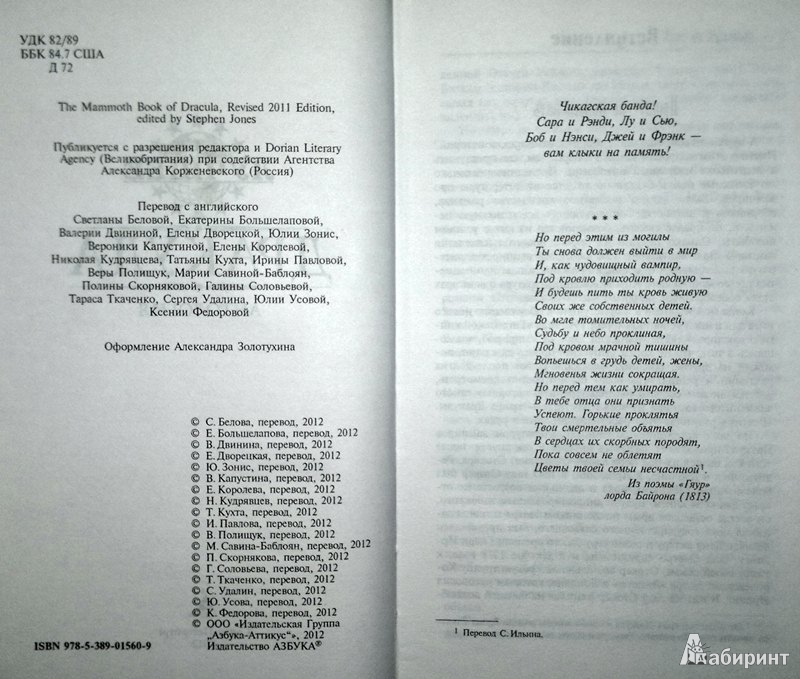 УДК 82/89
ББК 84.7 США
Д 72
The Mammoth Book of Dracula, Revised 2011 Edition,
edited by Stephen Jones
Публикуется с разрешения редактора и Dorian Literary
Agency (Великобритания) при содействии Агентства
Александра Корженевского (Россия)
Перевод с английского
Светланы Беловой, Екатерины Большелаповой,
Валерии Двининой, Елены Дворецкой, Юлии Зонис,
Вероники Капустиной, Елены Королевой,
Николая Кудрявцева, Татьяны Кухта, Ирины Павловой,
Веры Полищук, Марии Савиной-Баблоян,
Полины Скорняковой, Галины Соловьевой,
Тараса Ткаченко, Сергея Удалина, Юлии Усовой,
Ксении Федоровой
Оформление Александра Золотухина
© С. Белова, перевод, 2012
© Е. Большелапова, перевод, 2012
© В. Двинина, перевод, 2012
© Е. Дворецкая, перевод, 2012
© Ю. Зонис, перевод, 2012
© В. Капустина, перевод, 2012
© Е. Королева, перевод, 2012
© Н. Кудрявцев, перевод, 2012
© Т. Кухта, перевод, 2012
© И. Павлова, перевод, 2012
© В. Полищук, перевод, 2012
© М. Савина-Баблоян, перевод, 2012
© П. Скорнякова, перевод, 2012
© Г. Соловьева, перевод, 2012
© Т. Ткаченко, перевод, 2012
© С. Удалин, перевод, 2012
© Ю. Усова, перевод, 2012
© К. Федорова, перевод, 2012
© ООО «Издательская Группа
„Азбука-Аттикус“», 2012
ISBN 978-5-389-01560-9 Издательство АЗБУКА®
Чикагская банда!
Сара и Рэнди, Лу и Сью,
Боб и Нэнси, Джей и Фрэнк —
вам клыки на память!
* * *
Но перед этим из могилы
Ты снова должен выйти в мир
И, как чудовищный вампир,
Под кровлю приходить родную —
И будешь пить ты кровь живую
Своих же собственных детей.
Во мгле томительных ночей,
Судьбу и небо проклиная,
Под кровом мрачной тишины
Вопьешься в грудь детей, жены,
Мгновенья жизни сокращая.
Но перед тем как умирать,
В тебе отца они признать
Успеют. Горькие проклятья
Твои смертельные объятья
В сердцах их скорбных породят,
Пока совсем не облетят
Цветы твоей семьи несчастной¹.
Из поэмы «Гяур»
лорда Байрона (1813)
¹ Перевод С. Ильина.
Лабиринт